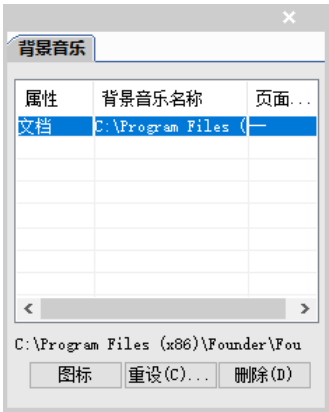 背景音乐
属性 背景音乐名称 页面...
文档 C:\Program Files ( 一
C:\Program Files (x86)\Founder\Fou
图标 重设(C)... 删除(D)